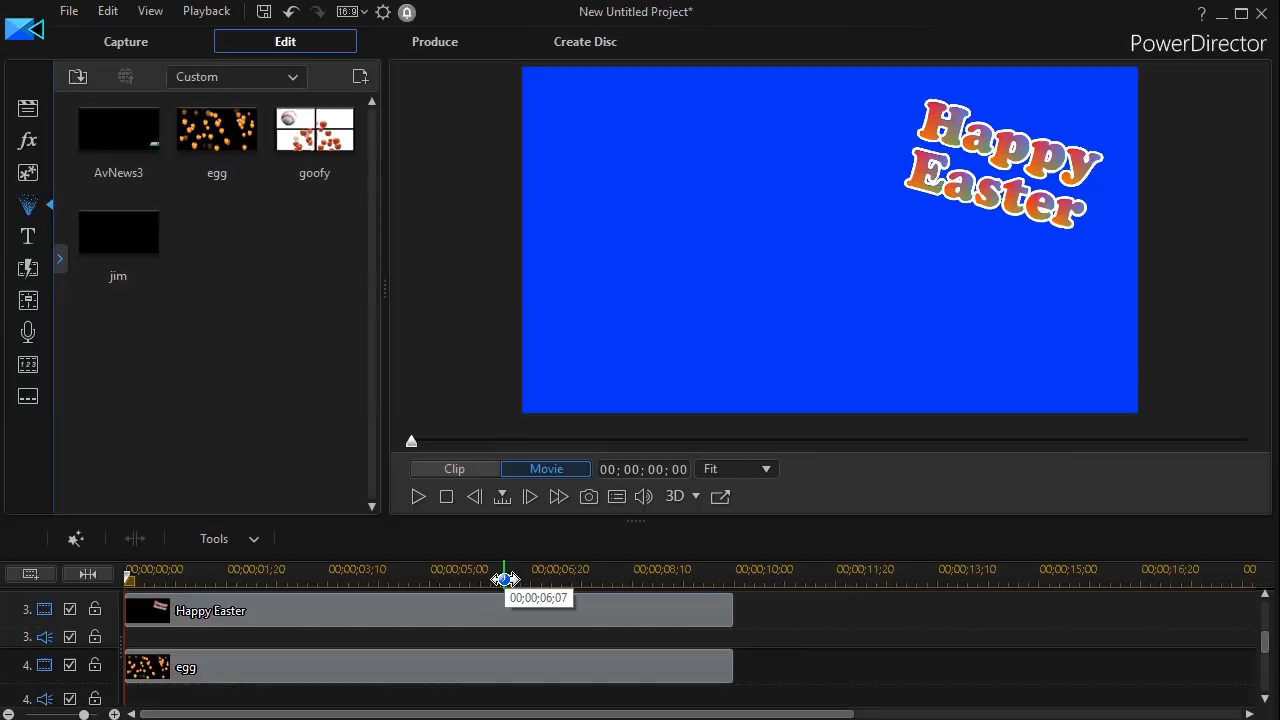 File Edit View Playback 16:9 New Untitled Project* ?
Capture Edit Produce Create Disc PowerDirector
Custom
AvNews3 egg goofy
jim
fx
T
Happy
Easter
Clip Movie 00; 00; 00; 00 Fit
3D
Tools
00;00;00;00 00;00;01;20 00;00;03;10 00;00;05;00 00;00;06;20 00;00;08;10 00;00;10;00 00;00;11;20 00;00;13;10 00;00;15;00 00;00;16;20 00
00;00;06;07
3. Happy Easter
3.
4. egg
4.